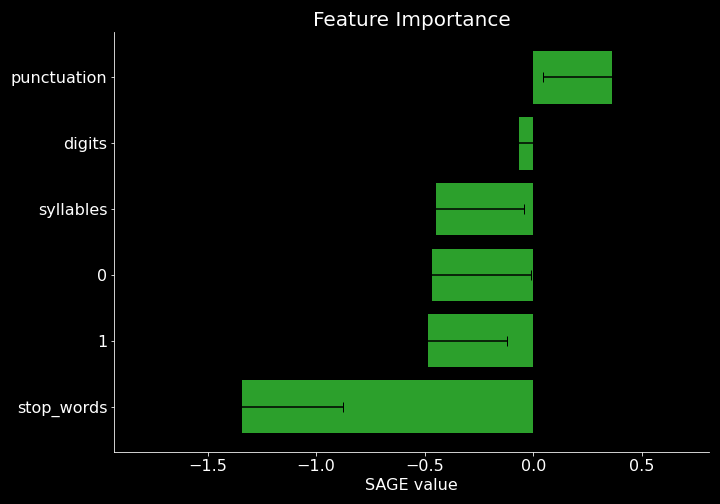 Feature Importance
punctuation
digits
syllables
0
1
stop_words
−1.5 −1.0 −0.5 0.0 0.5
SAGE value